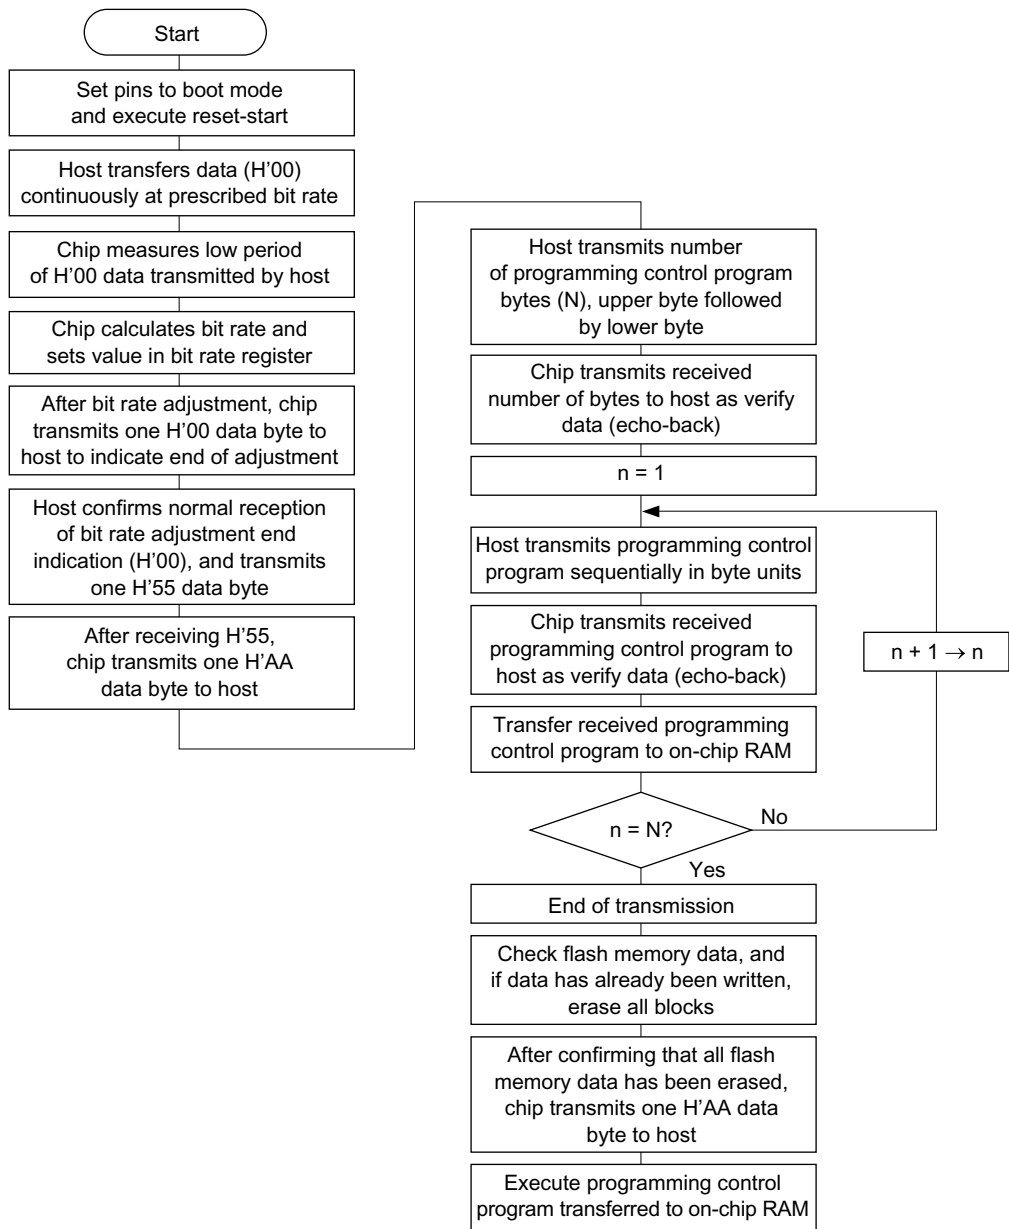 Start
Set pins to boot mode
and execute reset-start
Host transfers data (H'00)
continuously at prescribed bit rate
Chip measures low period
of H'00 data transmitted by host
Chip calculates bit rate and
sets value in bit rate register
After bit rate adjustment, chip
transmits one H'00 data byte to
host to indicate end of adjustment
Host confirms normal reception
of bit rate adjustment end
indication (H'00), and transmits
one H'55 data byte
After receiving H'55,
chip transmits one H'AA
data byte to host
Host transmits number
of programming control program
bytes (N), upper byte followed
by lower byte
Chip transmits received
number of bytes to host as verify
data (echo-back)
n = 1
Host transmits programming control
program sequentially in byte units
Chip transmits received
programming control program to
host as verify data (echo-back)
n + 1 → n
Transfer received programming
control program to on-chip RAM
n = N?
No
Yes
End of transmission
Check flash memory data, and
if data has already been written,
erase all blocks
After confirming that all flash
memory data has been erased,
chip transmits one H'AA data
byte to host
Execute programming control
program transferred to on-chip RAM